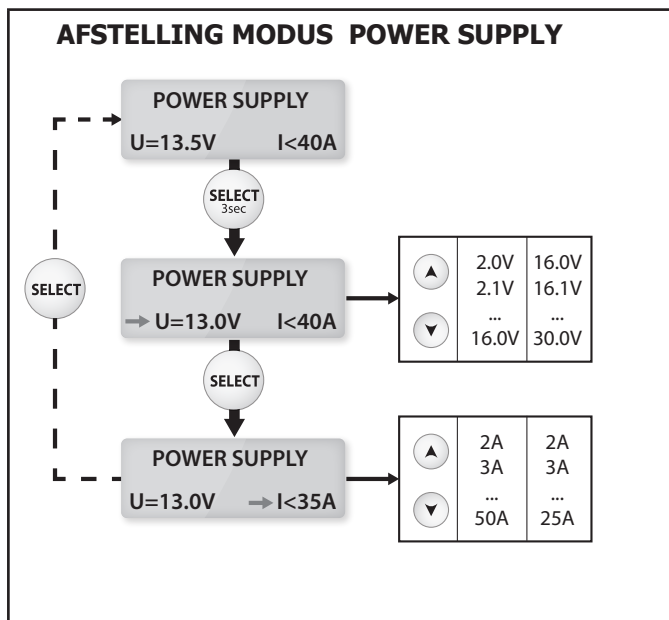 AFSTELLING MODUS POWER SUPPLY
POWER SUPPLY
U=13.5V I<40A
SELECT
3sec
SELECT
POWER SUPPLY
U=13.0V I<40A
2.0V 16.0V
2.1V 16.1V
... ...
16.0V 30.0V
SELECT
POWER SUPPLY
U=13.0V I<35A
2A 2A
3A 3A
... ...
50A 25A